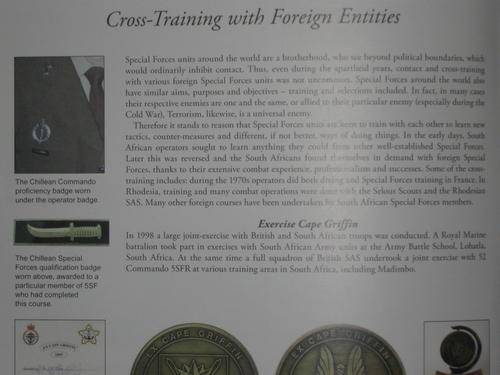 Cross-Training with Foreign Entities
Special Forces units around the world are a brotherhood, who see beyond political boundaries, which
would ordinarily inhibit contact. Thus, even during the apartheid years, contact and cross-training
with various foreign Special Forces units was not uncommon. Special Forces around the world also
have similar aims, purposes and objectives – training and selections included. In fact, in many cases
their respective enemies are one and the same, or allied to their particular enemy (especially during the
Cold War), Terrorism, likewise, is a universal enemy.
Therefore it stands to reason that Special Forces units are keen to train with each other to learn new
tactics, counter-measures and different, if not better, ways of doing things. In the early days, South
African operators sought to learn anything they could from other well-established Special Forces.
Later this was reversed and the South Africans found themselves in demand with foreign Special
Forces, thanks to their extensive combat experience, professionalism and successes. Some of the cross-
training includes: during the 1970s operators did both diving and Special Forces training in France. In
Rhodesia, training and many combat operations were done with the Selous Scouts and the Rhodesian
SAS. Many other foreign courses have been undertaken by South African Special Forces members.
The Chillean Commando
proficiency badge worn
under the operator badge.
The Chillean Special
Forces qualification badge
worn above, awarded to a
particular member of 5SF
who had completed
this course.
Exercise Cape Griffin
In 1998 a large joint-exercise with British and South African troops was conducted. A Royal Marine
battalion took part in exercises with South African Army units at the Army Battle School, Lohatla,
South Africa. At the same time a full squadron of British SAS undertook a joint exercise with 52
Commando 5SFR at various training areas in South Africa, including Madimbo.
EX CAPE GRIFFIN
EX CAPE GRIFFIN
EX CAPE GRIFFIN